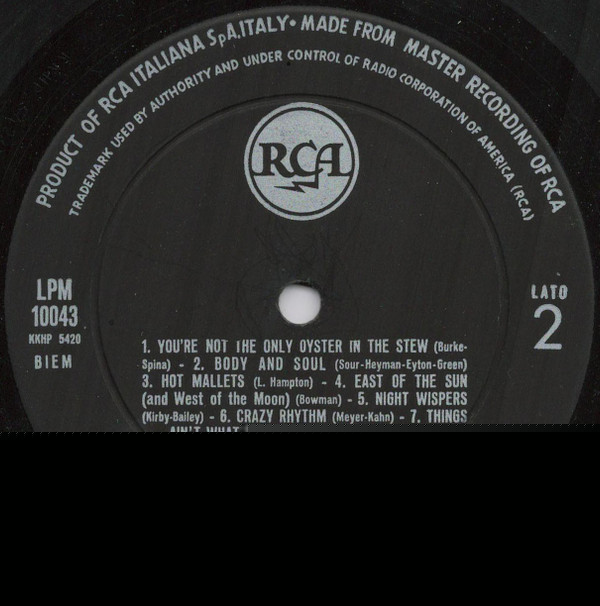 PRODUCT OF RCA ITALIANA SpA.ITALY• MADE FROM MASTER RECORDING OF RCA
TRADEMARK USED BY AUTHORITY AND UNDER CONTROL OF RADIO CORPORATION OF AMERICA (RCA)
RCA
LPM
10043
KKHP 5420
BIEM
LATO
2
1. YOU'RE NOT THE ONLY OYSTER IN THE STEW (Burke-
Spina) - 2. BODY AND SOUL (Sour-Heyman-Eyton-Green)
3. HOT MALLETS (L. Hampton) - 4. EAST OF THE SUN
(and West of the Moon) (Bowman) - 5. NIGHT WISPERS
(Kirby-Bailey) - 6. CRAZY RHYTHM (Meyer-Kahn) - 7. THINGS
AIN'T WHAT